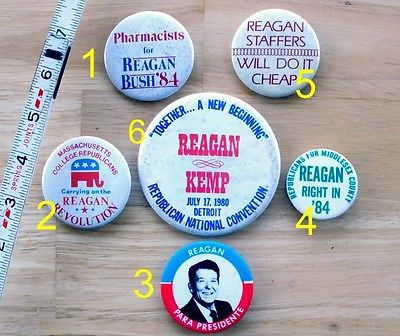 1
Pharmacists
for
REAGAN
BUSH '84
5
REAGAN
STAFFERS
WILL DO IT
CHEAP
6
"TOGETHER... A NEW BEGINNING"
REAGAN
KEMP
JULY 17, 1980
DETROIT
REPUBLICAN NATIONAL CONVENTION
2
MASSACHUSETTS
COLLEGE REPUBLICANS
Carrying on the
REAGAN
REVOLUTION
4
REPUBLICANS FOR MIDDLESEX COUNTY
REAGAN
RIGHT IN
'84
3
REAGAN
PARA PRESIDENTE